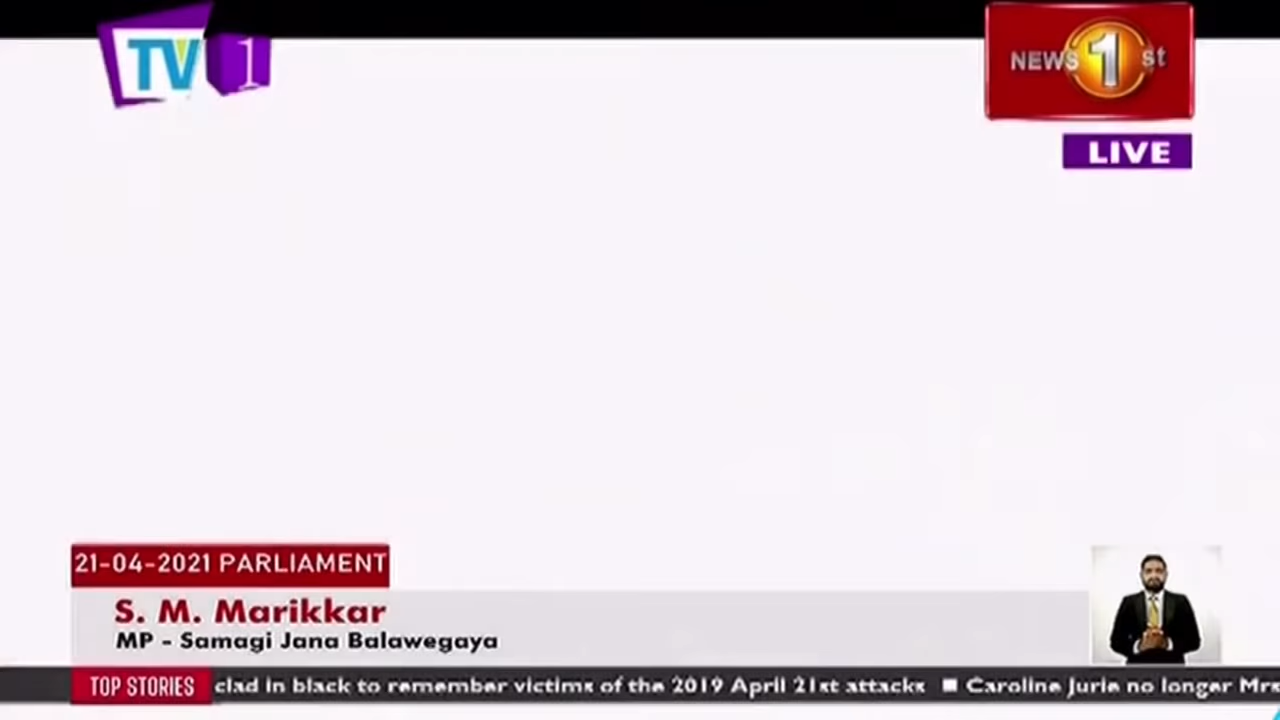 TV1
NEWS 1st
LIVE
21-04-2021 PARLIAMENT
S. M. Marikkar
MP - Samagi Jana Balawegaya
TOP STORIES clad in black to remember victims of the 2019 April 21st attacks ■ Caroline Jurie no longer Mrs